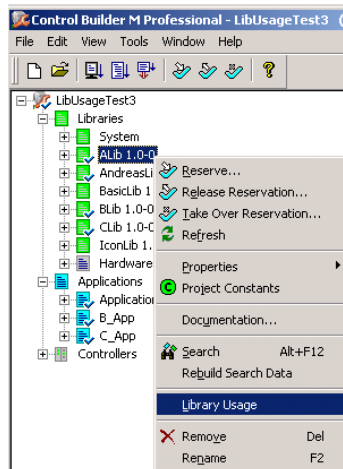 Control Builder M Professional - LibUsageTest3 (
File Edit View Tools Window Help
LibUsageTest3
Libraries
System
ALib 1.0-0
AndreasLi
BasicLib 1
BLib 1.0-0
CLib 1.0-0
IconLib 1.
Hardware
Applications
Application
B_App
C_App
Controllers
Reserve...
Release Reservation...
Take Over Reservation...
Refresh
Properties
Project Constants
Documentation...
Search Alt+F12
Rebuild Search Data
Library Usage
Remove Del
Rename F2